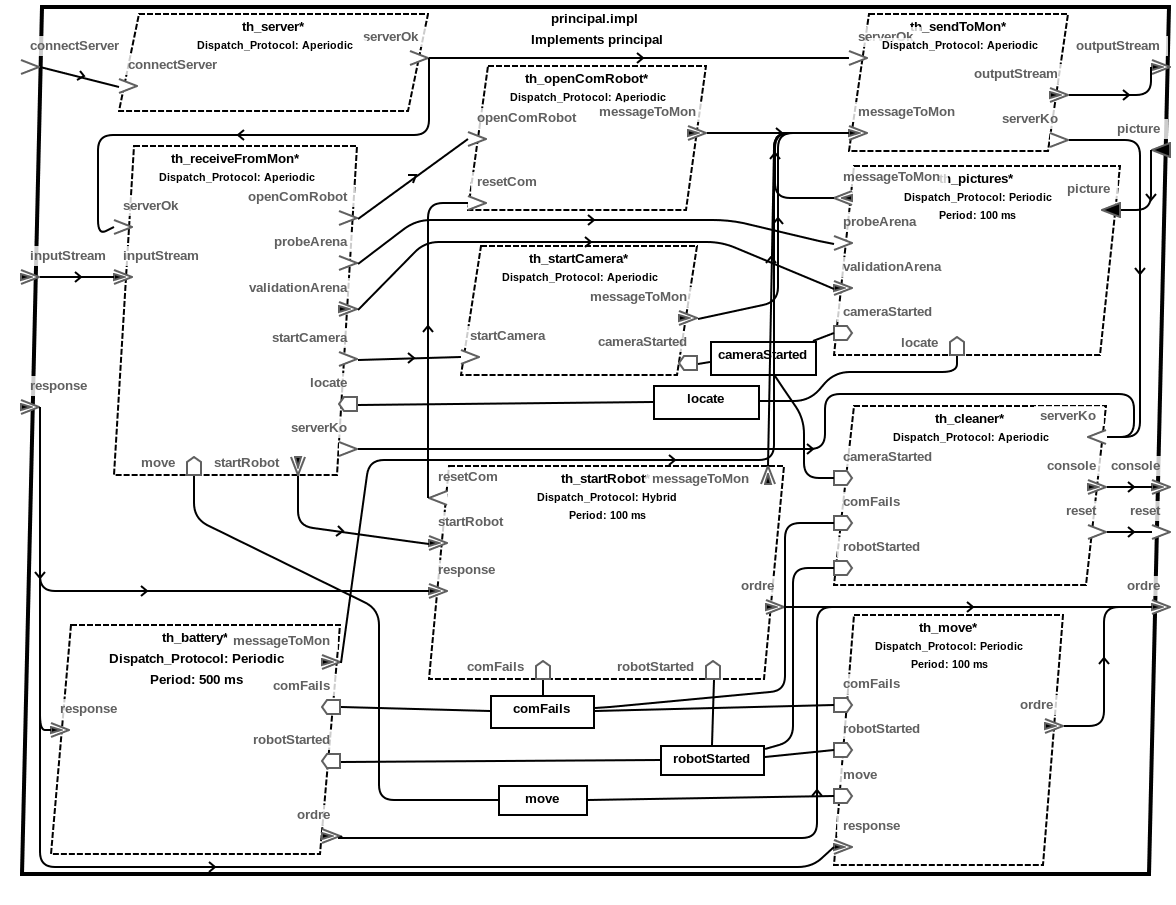 principal.impl
Implements principal
connectServer
th_server*
Dispatch_Protocol: Aperiodic
serverOk
connectServer
th_openComRobot*
Dispatch_Protocol: Aperiodic
openComRobot
messageToMon
resetCom
th_sendToMon*
serverOk
Dispatch_Protocol: Aperiodic
outputStream
messageToMon
serverKo
outputStream
picture
th_receiveFromMon*
Dispatch_Protocol: Aperiodic
openComRobot
serverOk
probeArena
inputStream
inputStream
validationArena
startCamera
locate
serverKo
move
startRobot
response
th_startCamera*
Dispatch_Protocol: Aperiodic
messageToMon
startCamera
cameraStarted
messageToMon
th_pictures*
Dispatch_Protocol: Periodic
Period: 100 ms
picture
probeArena
validationArena
cameraStarted
locate
cameraStarted
locate
th_cleaner*
serverKo
Dispatch_Protocol: Aperiodic
cameraStarted
console
console
comFails
reset
reset
robotStarted
resetCom
th_startRobot*
messageToMon
Dispatch_Protocol: Hybrid
Period: 100 ms
startRobot
response
ordre
ordre
comFails
robotStarted
th_battery*
messageToMon
Dispatch_Protocol: Periodic
Period: 500 ms
comFails
response
robotStarted
ordre
comFails
robotStarted
move
th_move*
Dispatch_Protocol: Periodic
Period: 100 ms
comFails
ordre
robotStarted
move
response